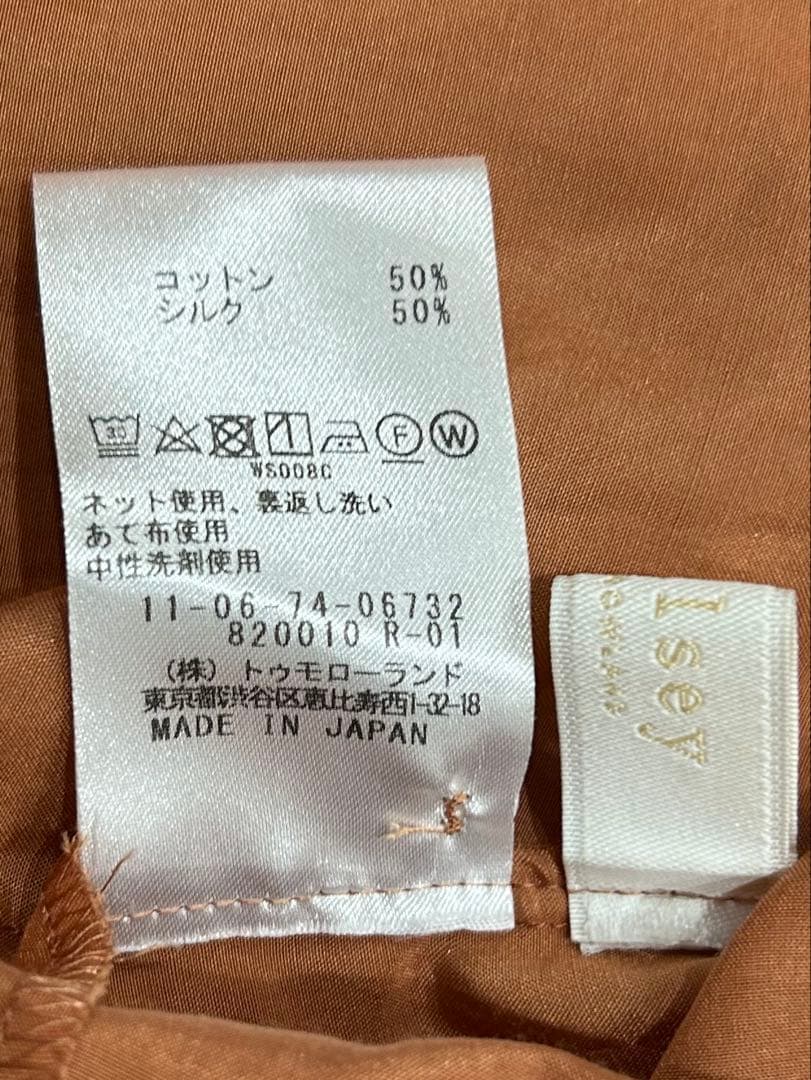 コットン 50%
シルク 50%
30
F W
WS008C
ネット使用、裏返し洗い
あて布使用
中性洗剤使用
11-06-74-06732
820010 R-01
(株) トゥモローランド
東京都渋谷区恵比寿西1-32-18
MADE IN JAPAN
lsey